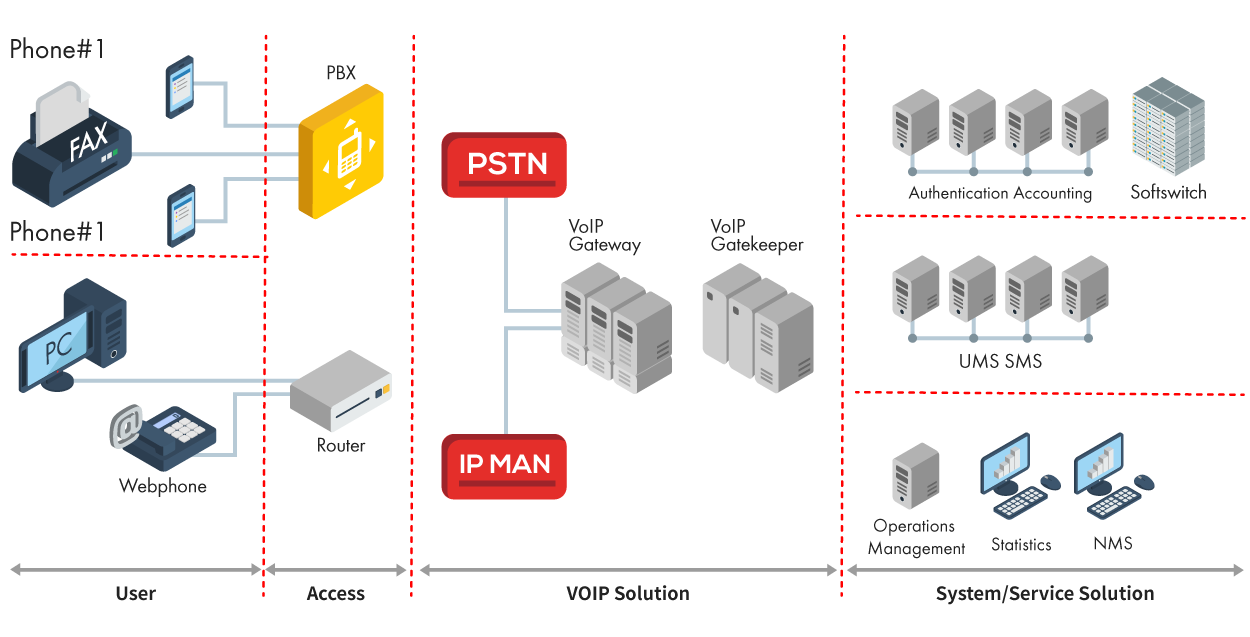 Phone#1
FAX
Phone#1
PC
Webphone
PBX
Router
PSTN
VoIP
Gateway
VoIP
Gatekeeper
IP MAN
Authentication Accounting
Softswitch
UMS SMS
Operations
Management
Statistics
NMS
User
Access
VOIP Solution
System/Service Solution